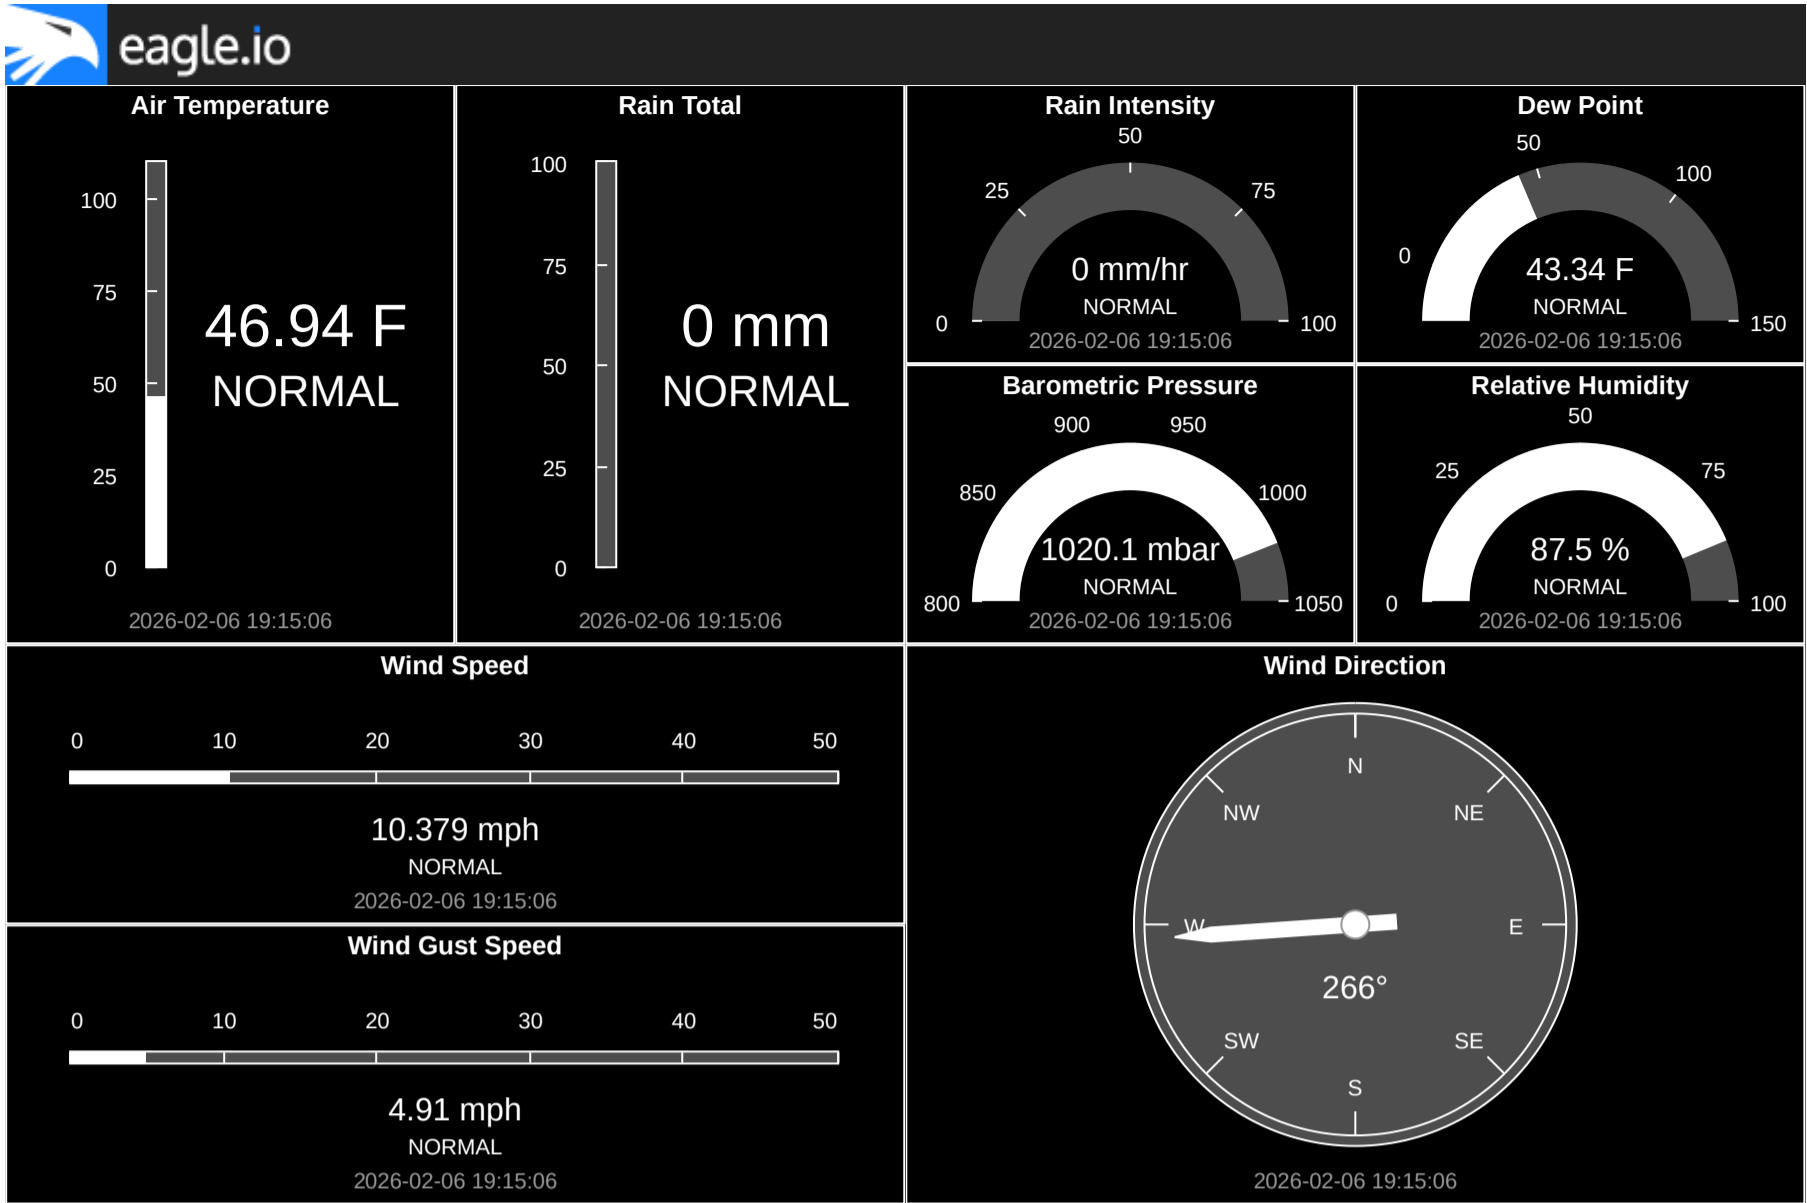 eagle.io
Air Temperature
100
75
50
25
0
46.94 F
NORMAL
2026-02-06 19:15:06
Rain Total
100
75
50
25
0
0 mm
NORMAL
2026-02-06 19:15:06
Rain Intensity
50
25
75
0
100
0 mm/hr
NORMAL
2026-02-06 19:15:06
Dew Point
50
100
0
150
43.34 F
NORMAL
2026-02-06 19:15:06
Barometric Pressure
900
950
850
1000
800
1050
1020.1 mbar
NORMAL
2026-02-06 19:15:06
Relative Humidity
50
25
75
0
100
87.5 %
NORMAL
2026-02-06 19:15:06
Wind Speed
0 10 20 30 40 50
10.379 mph
NORMAL
2026-02-06 19:15:06
Wind Gust Speed
0 10 20 30 40 50
4.91 mph
NORMAL
2026-02-06 19:15:06
Wind Direction
N
NW NE
W E
266°
SW SE
S
2026-02-06 19:15:06